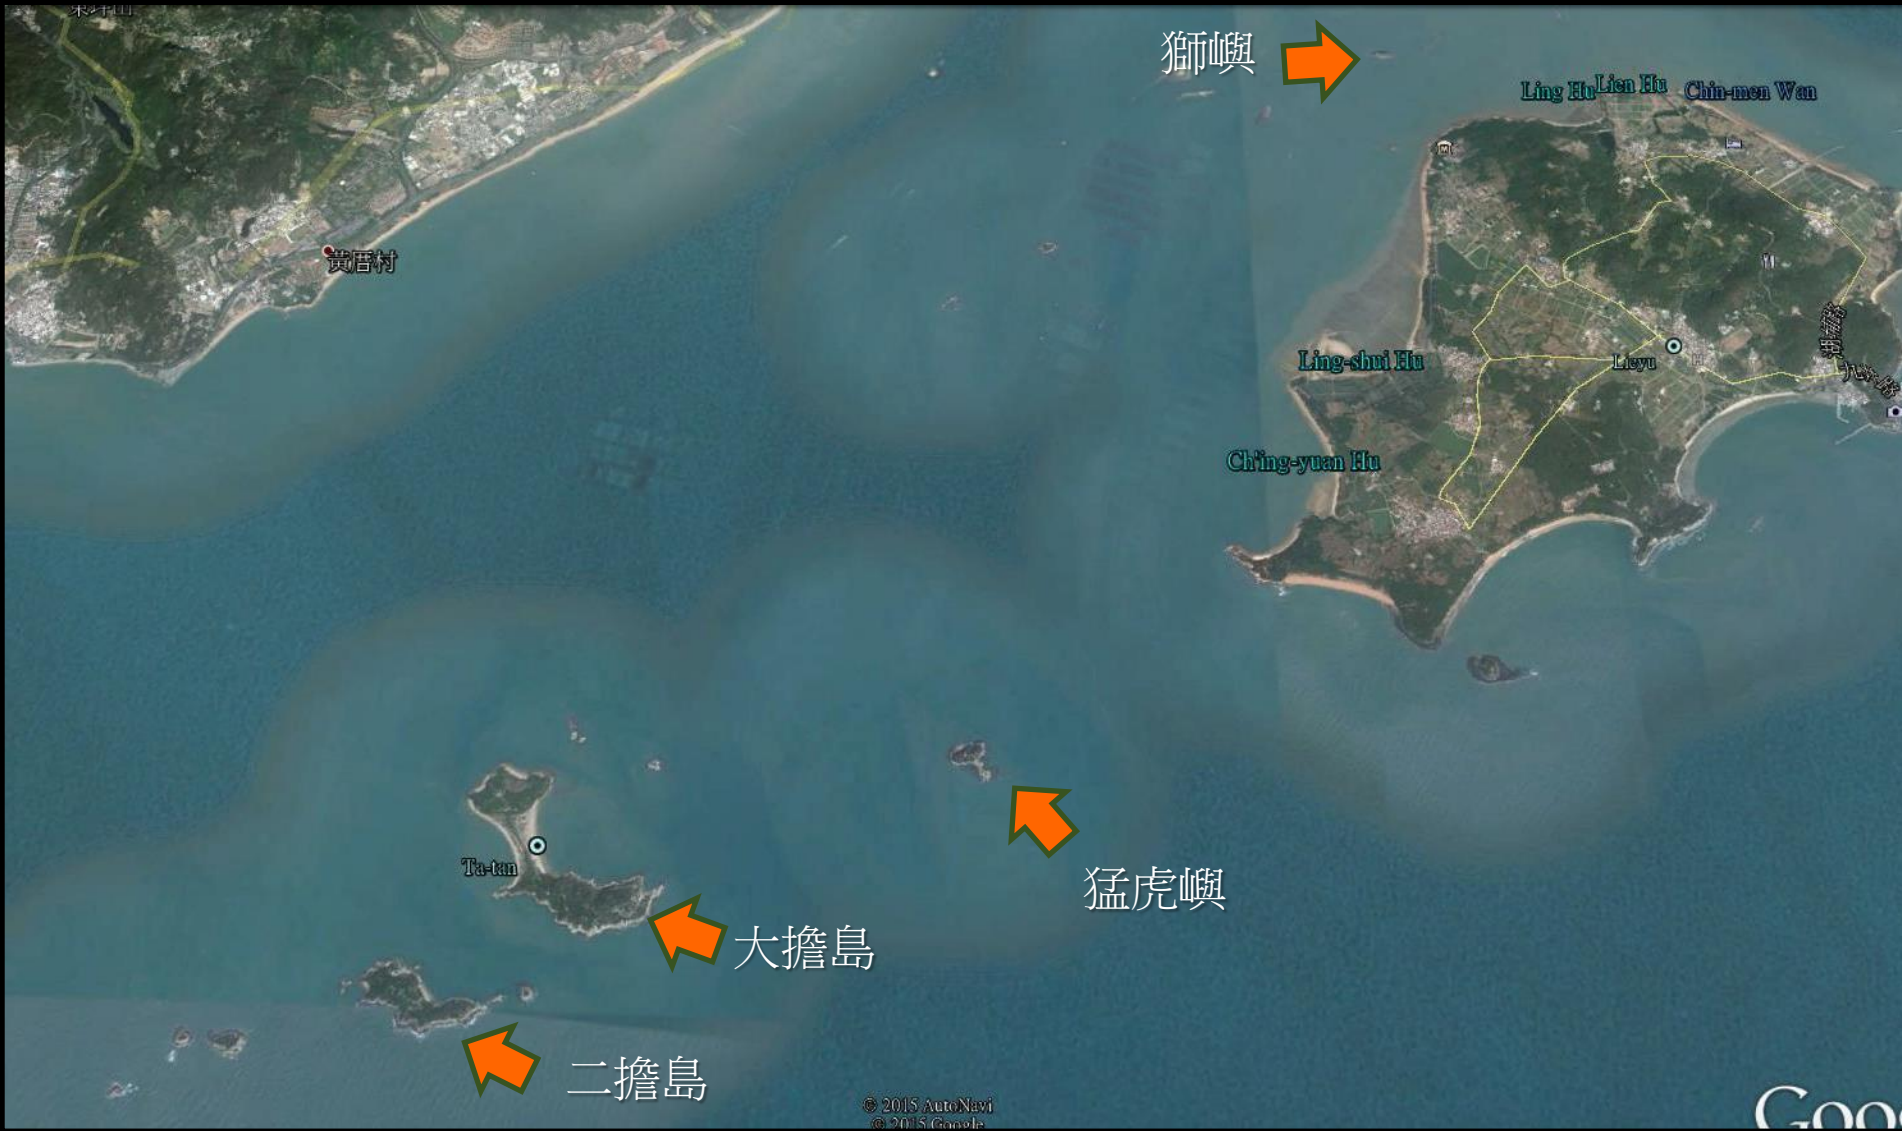 獅嶼
Ling Hu
Lien Hu
Chin-men Wan
黃厝村
Ling-shui Hu
Lieyu
Ch'ing-yuan Hu
Ta-tan
猛虎嶼
大擔島
二擔島
© 2015 AutoNavi
© 2015 Google
Goo